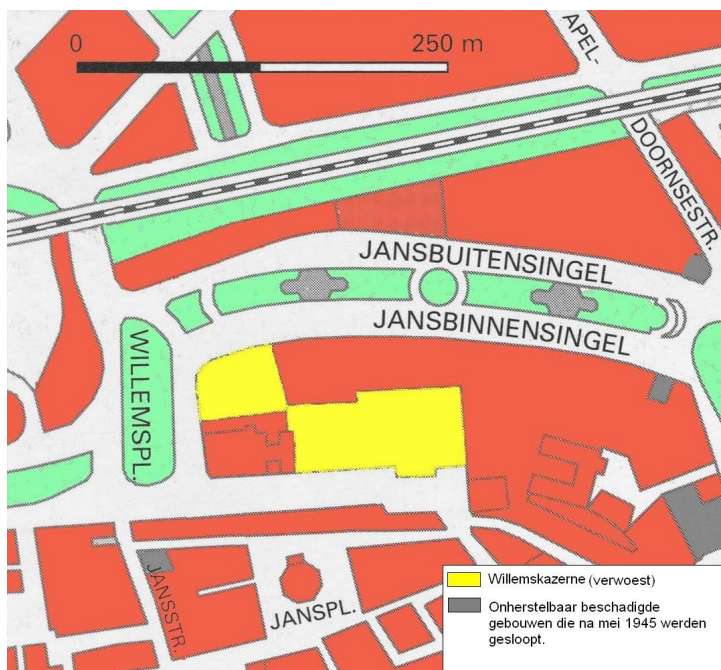 0 250 m
APEL-
DOORNSESTR.
JANSBUITENSINGEL
JANSBINNENSINGEL
WILLEMSPL.
JANSSTR.
JANSPL.
Willemskazerne (verwoest)
Onherstelbaar beschadigde
gebouwen die na mei 1945 werden
gesloopt.